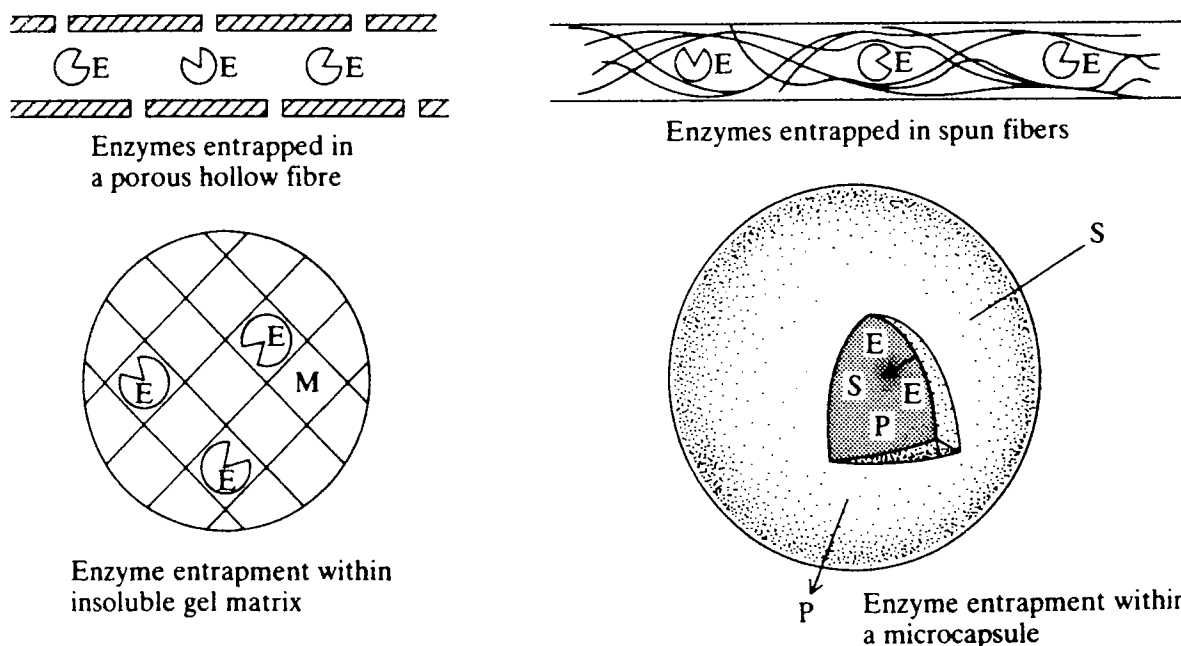 E E E
Enzymes entrapped in
a porous hollow fibre
E E E
Enzymes entrapped in spun fibers
E
E M
E
Enzyme entrapment within
insoluble gel matrix
S
E
S E
P
P
Enzyme entrapment within
a microcapsule